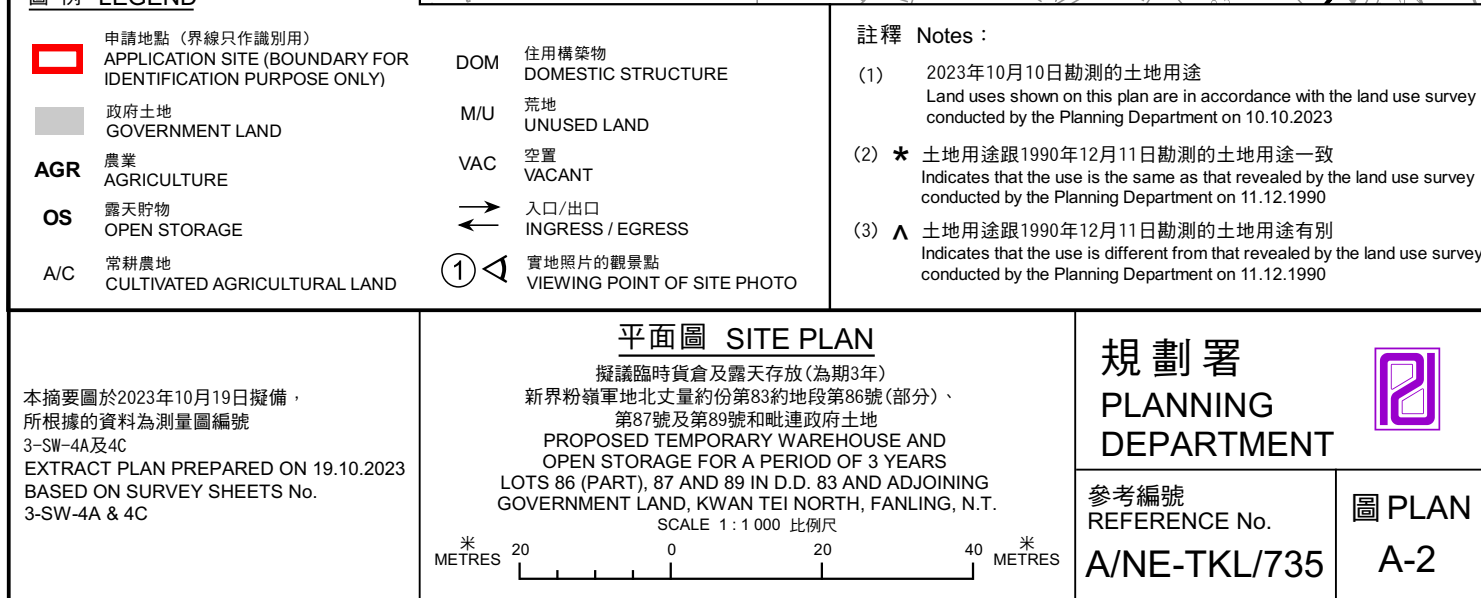 圖例 LEGEND
申請地點（界線只作識別用）
APPLICATION SITE (BOUNDARY FOR
IDENTIFICATION PURPOSE ONLY)
政府土地
GOVERNMENT LAND
AGR
農業
AGRICULTURE
OS
露天貯物
OPEN STORAGE
A/C
常耕農地
CULTIVATED AGRICULTURAL LAND
DOM
住用構築物
DOMESTIC STRUCTURE
M/U
荒地
UNUSED LAND
VAC
空置
VACANT
入口/出口
INGRESS / EGRESS
1
實地照片的觀景點
VIEWING POINT OF SITE PHOTO
註釋 Notes：
(1) 2023年10月10日勘測的土地用途
Land uses shown on this plan are in accordance with the land use survey
conducted by the Planning Department on 10.10.2023
(2) * 土地用途跟1990年12月11日勘測的土地用途一致
Indicates that the use is the same as that revealed by the land use survey
conducted by the Planning Department on 11.12.1990
(3) ∧ 土地用途跟1990年12月11日勘測的土地用途有別
Indicates that the use is different from that revealed by the land use survey
conducted by the Planning Department on 11.12.1990
本摘要圖於2023年10月19日擬備，
所根據的資料為測量圖編號
3-SW-4A及4C
EXTRACT PLAN PREPARED ON 19.10.2023
BASED ON SURVEY SHEETS No.
3-SW-4A & 4C
平面圖 SITE PLAN
擬議臨時貨倉及露天存放(為期3年)
新界粉嶺軍地北丈量約份第83約地段第86號(部分)、
第87號及第89號和毗連政府土地
PROPOSED TEMPORARY WAREHOUSE AND
OPEN STORAGE FOR A PERIOD OF 3 YEARS
LOTS 86 (PART), 87 AND 89 IN D.D. 83 AND ADJOINING
GOVERNMENT LAND, KWAN TEI NORTH, FANLING, N.T.
SCALE 1 : 1 000 比例尺
米 METRES 20 0 20 40 米 METRES
規劃署
PLANNING
DEPARTMENT
參考編號
REFERENCE No.
A/NE-TKL/735
圖 PLAN
A-2